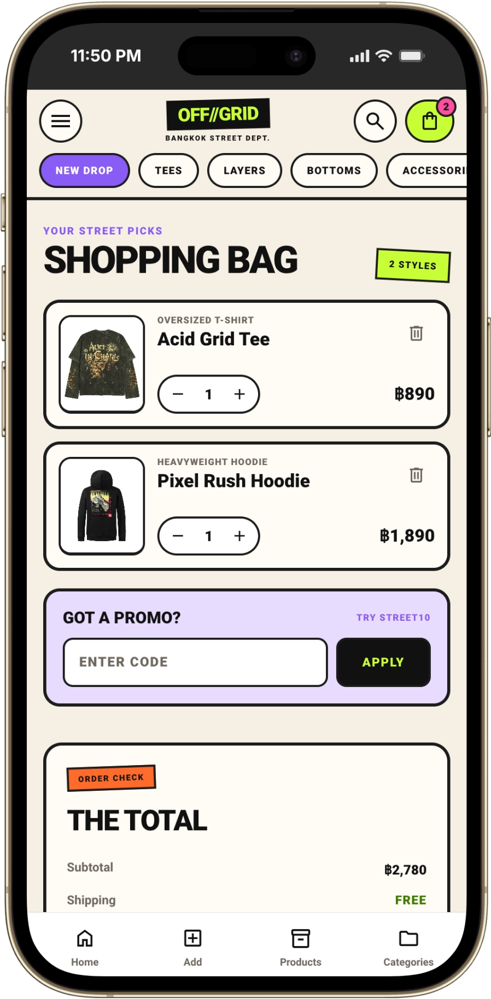 11:50 PM
OFF//GRID
BANGKOK STREET DEPT.
2
NEW DROP
TEES
LAYERS
BOTTOMS
ACCESSORI
YOUR STREET PICKS
SHOPPING BAG
2 STYLES
OVERSIZED T-SHIRT
Acid Grid Tee
ALICE
IN CHAINS
− 1 +
฿890
HEAVYWEIGHT HOODIE
Pixel Rush Hoodie
− 1 +
฿1,890
GOT A PROMO?
TRY STREET10
ENTER CODE
APPLY
ORDER CHECK
THE TOTAL
Subtotal
฿2,780
Shipping
FREE
Home
Add
Products
Categories